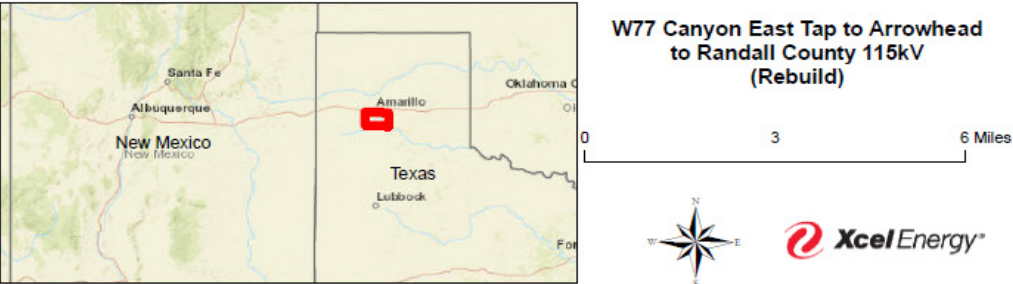 W77 Canyon East Tap to Arrowhead
to Randall County 115kV
(Rebuild)
Santa Fe
Oklahoma C
Albuquerque
Amarillo
New Mexico
New Mexico
Texas
Lubbock
For
0 3 6 Miles
N
W E
S
Xcel Energy